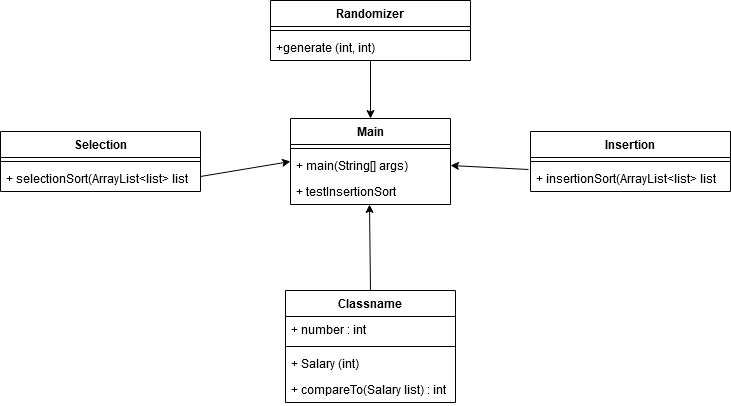 Randomizer
+generate (int, int)
Selection
+ selectionSort(ArrayList<list> list
Main
+ main(String[] args)
+ testInsertionSort
Insertion
+ insertionSort(ArrayList<list> list
Classname
+ number : int
+ Salary (int)
+ compareTo(Salary list) : int